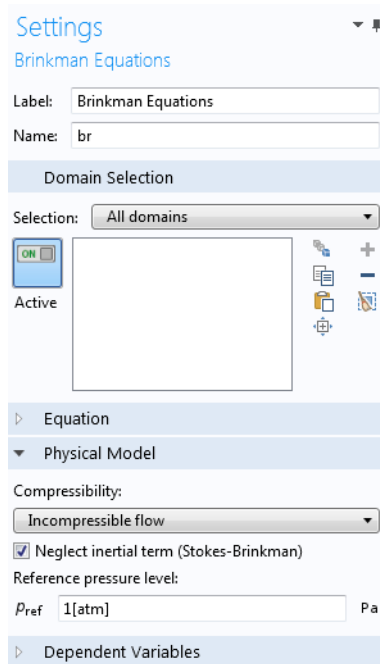 Settings
Brinkman Equations
Label: Brinkman Equations
Name: br
Domain Selection
Selection: All domains
ON
Active
Equation
Physical Model
Compressibility:
Incompressible flow
Neglect inertial term (Stokes-Brinkman)
Reference pressure level:
pref 1[atm] Pa
Dependent Variables